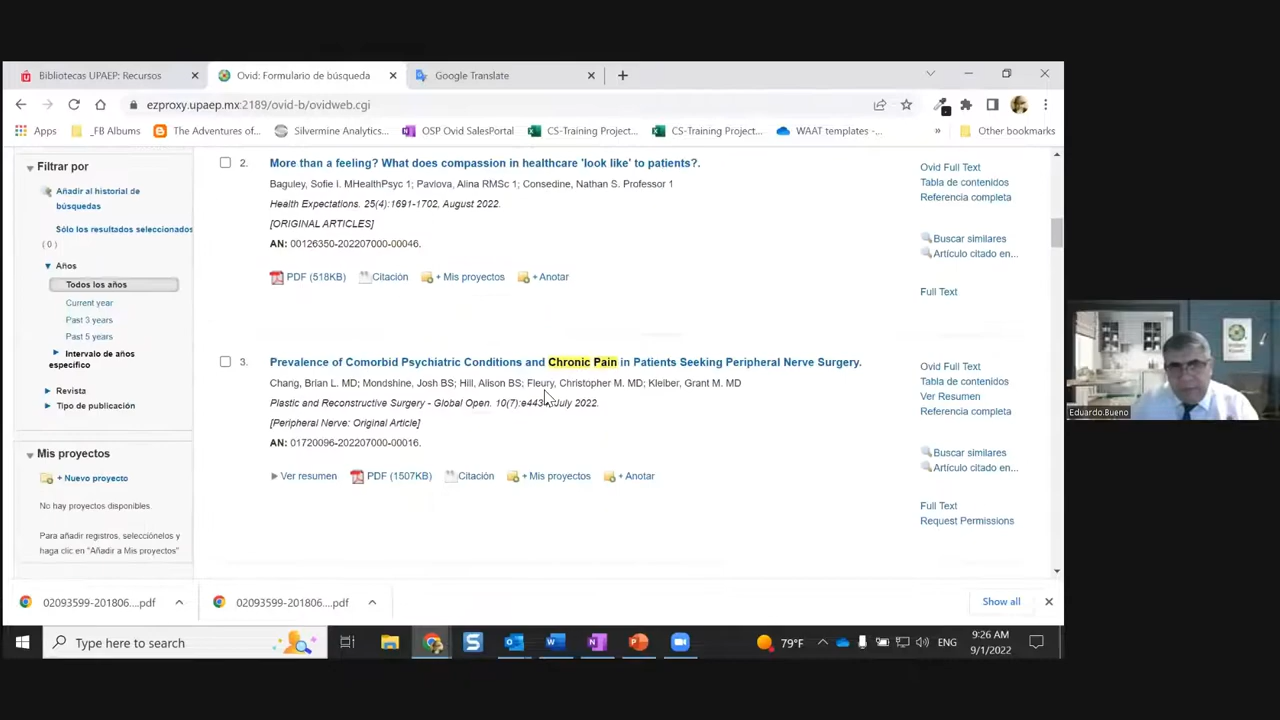 Bibliotecas UPAEP: Recursos
Ovid: Formulario de búsqueda
Google Translate
ezproxy.upaep.mx:2189/ovid-b/ovidweb.cgi
Apps
_FB Albums
The Adventures of...
Silvermine Analytics...
OSP Ovid SalesPortal
CS-Training Project...
CS-Training Project...
WAAT templates -...
»
Other bookmarks
Filtrar por
Añadir al historial de
búsquedas
Sólo los resultados seleccionados
( 0 )
Años
Todos los años
Current year
Past 3 years
Past 5 years
Intervalo de años
específico
Revista
Tipo de publicación
Mis proyectos
+ Nuevo proyecto
No hay proyectos disponibles.
Para añadir registros, selecciónelos y
haga clic en "Añadir a Mis proyectos"
2. More than a feeling? What does compassion in healthcare 'look like' to patients?.
Baguley, Sofie I. MHealthPsyc 1; Pavlova, Alina RMSc 1; Consedine, Nathan S. Professor 1
Health Expectations. 25(4):1691-1702, August 2022.
[ORIGINAL ARTICLES]
AN: 00126350-202207000-00046.
PDF (518KB) Citación + Mis proyectos + Anotar
Ovid Full Text
Tabla de contenidos
Referencia completa
Buscar similares
Artículo citado en...
Full Text
3. Prevalence of Comorbid Psychiatric Conditions and Chronic Pain in Patients Seeking Peripheral Nerve Surgery.
Chang, Brian L. MD; Mondshine, Josh BS; Hill, Alison BS; Fleury, Christopher M. MD; Kleiber, Grant M. MD
Plastic and Reconstructive Surgery - Global Open. July 2022.
[Peripheral Nerve: Original Article]
AN: 01720096-202207000-00016.
Ver resumen PDF (1507KB) Citación + Mis proyectos + Anotar
Ovid Full Text
Tabla de contenidos
Ver Resumen
Referencia completa
Buscar similares
Artículo citado en...
Full Text
Request Permissions
Eduardo.Bueno
02093599-201806....pdf
02093599-201806....pdf
Show all
Type here to search
79°F
ENG
9:26 AM
9/1/2022